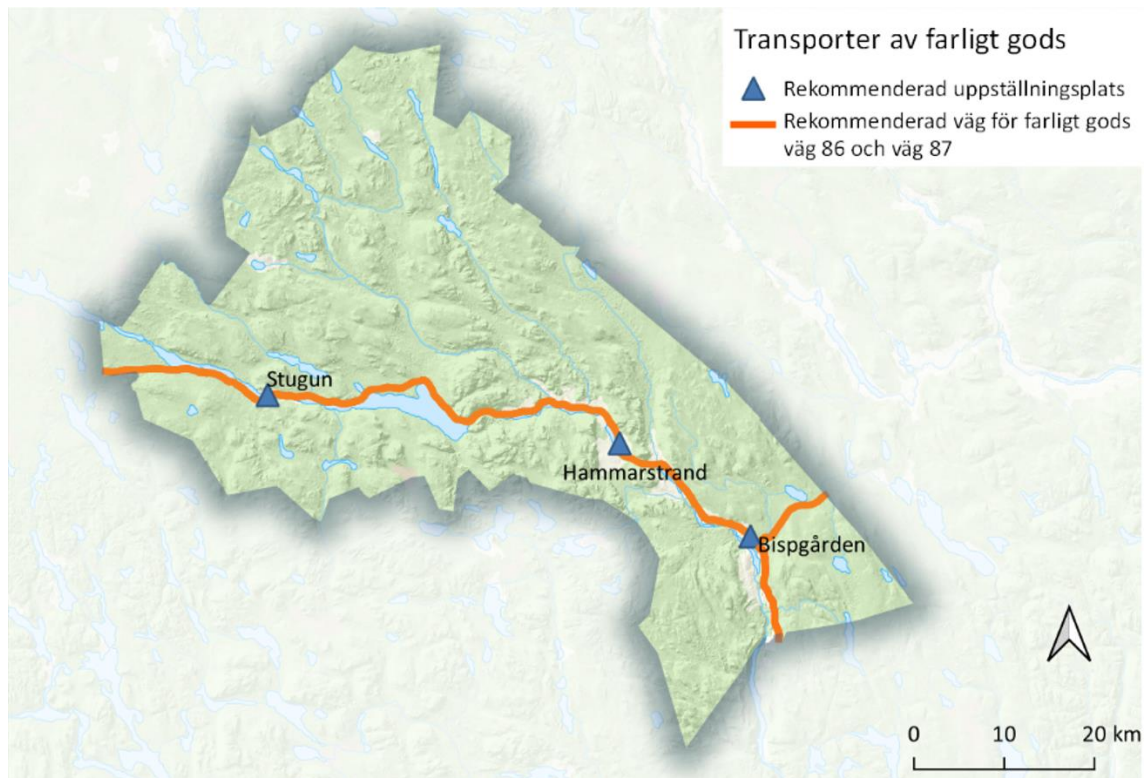 Transporter av farligt gods
Rekommenderad uppställningsplats
Rekommenderad väg för farligt gods
väg 86 och väg 87
Stugun
Hammarstrand
Bispgården
0 10 20 km